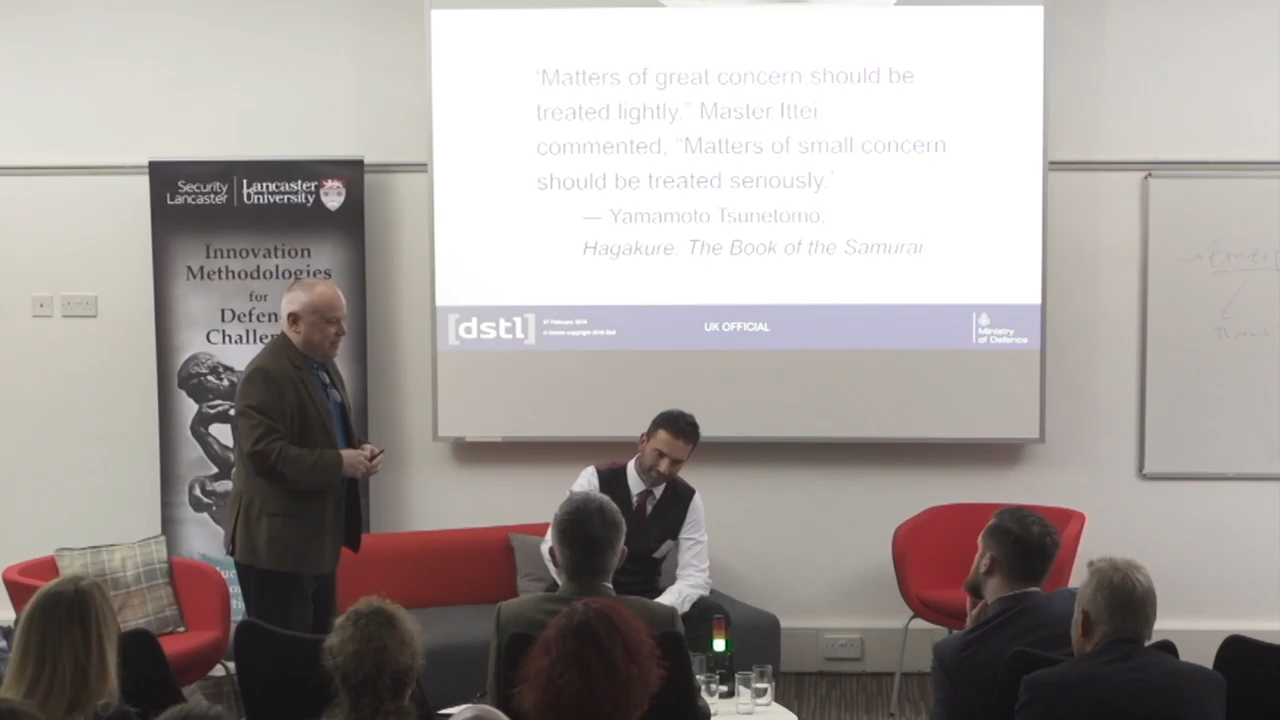 'Matters of great concern should be
treated lightly." Master Ittei
commented, "Matters of small concern
should be treated seriously.'
— Yamamoto Tsunetomo,
Hagakure: The Book of the Samurai
[dstl]
UK OFFICIAL
Ministry
of Defence
Security
Lancaster
Lancaster
University
Innovation
Methodologies
for
Defen
Challen